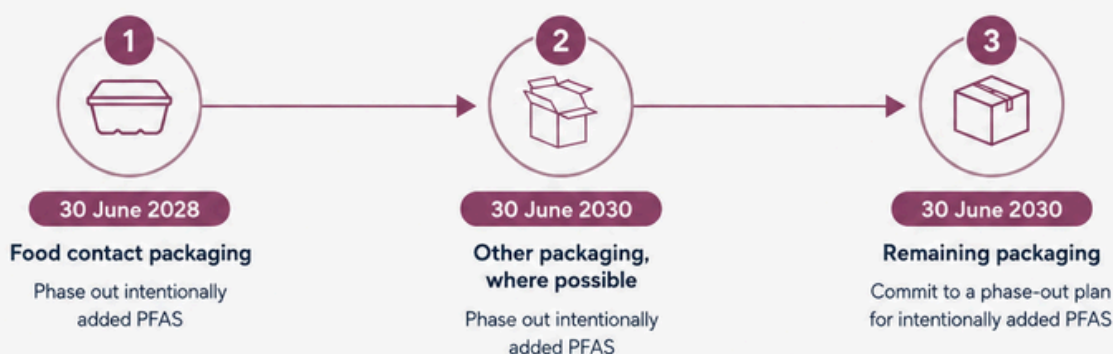 1
30 June 2028
Food contact packaging
Phase out intentionally
added PFAS
2
30 June 2030
Other packaging,
where possible
Phase out intentionally
added PFAS
3
30 June 2030
Remaining packaging
Commit to a phase-out plan
for intentionally added PFAS